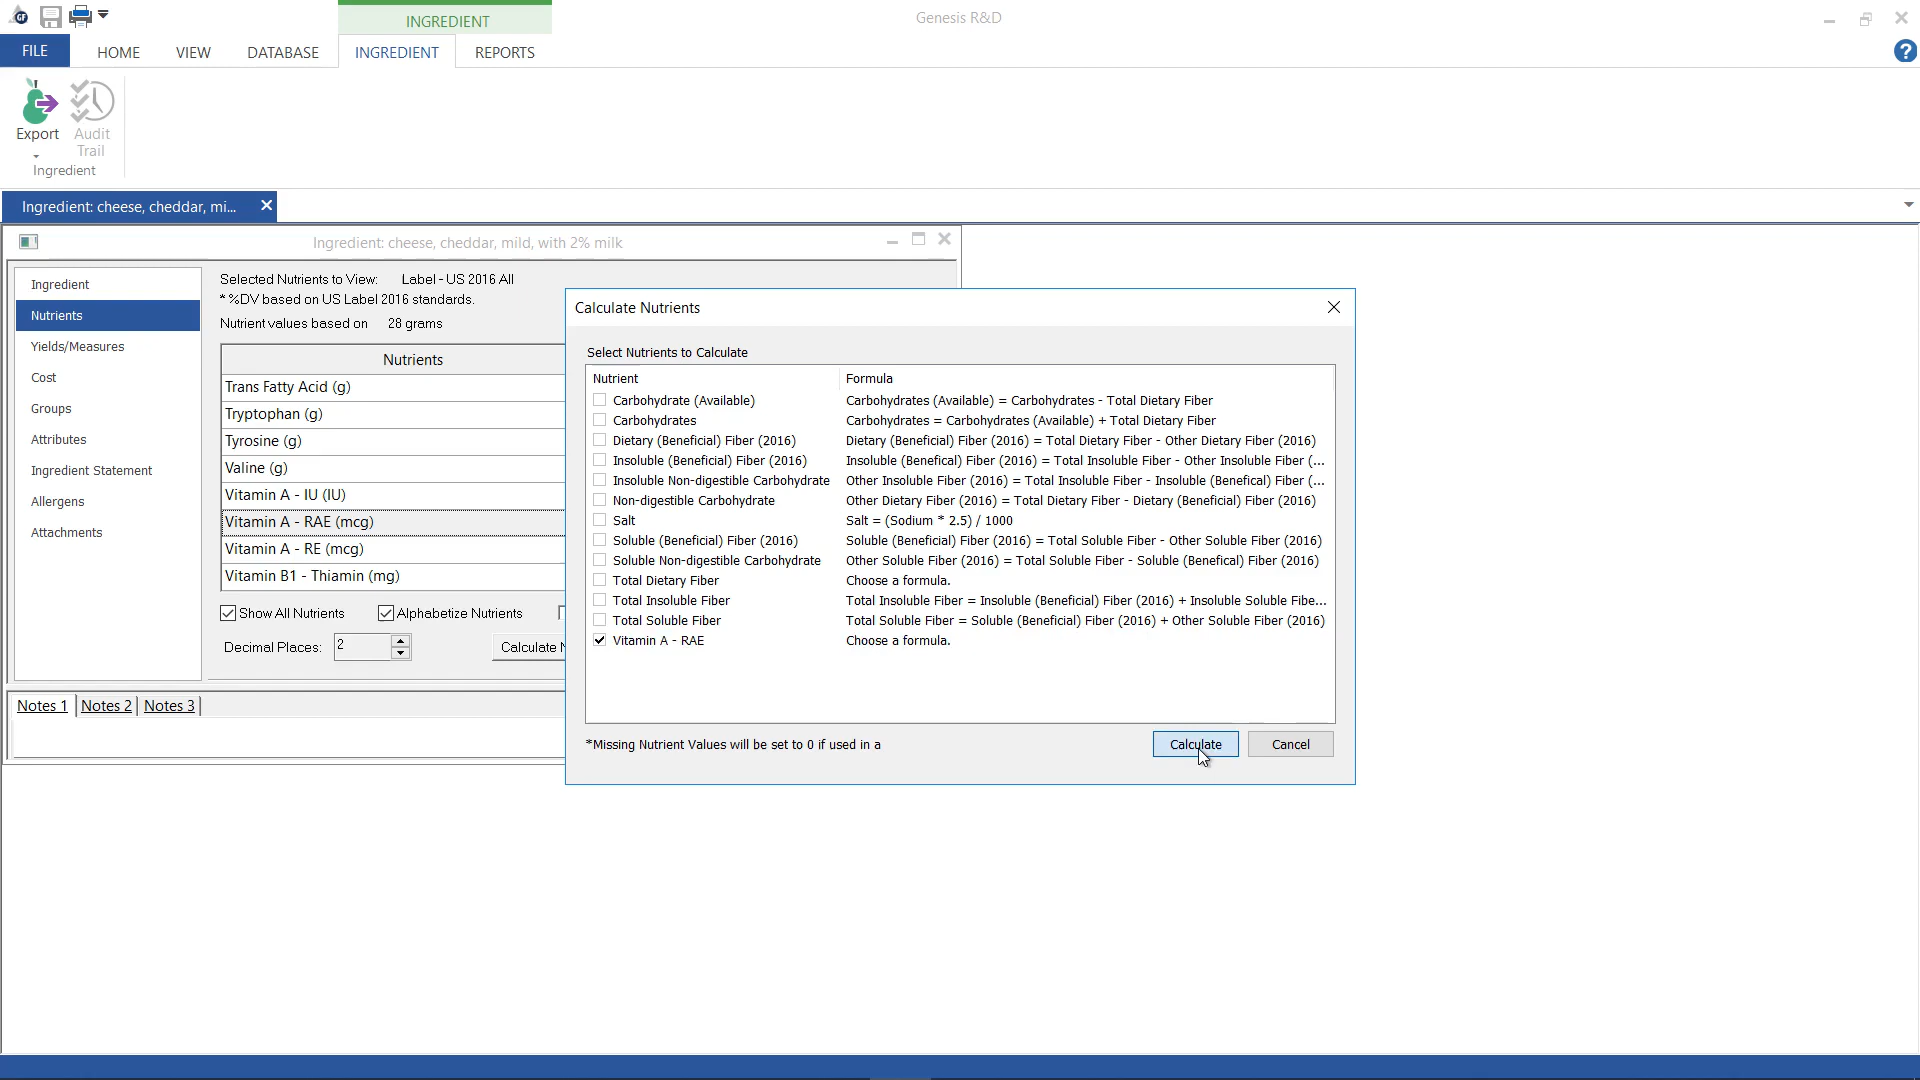 GF
INGREDIENT
Genesis R&D
FILE
HOME
VIEW
DATABASE
INGREDIENT
REPORTS
?
Export
Audit
Trail
Ingredient
Ingredient: cheese, cheddar, mi...
Ingredient: cheese, cheddar, mild, with 2% milk
Ingredient
Nutrients
Yields/Measures
Cost
Groups
Attributes
Ingredient Statement
Allergens
Attachments
Selected Nutrients to View: Label - US 2016 All
* %DV based on US Label 2016 standards.
Nutrient values based on 28 grams
Nutrients
Trans Fatty Acid (g)
Tryptophan (g)
Tyrosine (g)
Valine (g)
Vitamin A - IU (IU)
Vitamin A - RAE (mcg)
Vitamin A - RE (mcg)
Vitamin B1 - Thiamin (mg)
Show All Nutrients
Alphabetize Nutrients
Decimal Places: 2
Calculate
Notes 1
Notes 2
Notes 3
Calculate Nutrients
Select Nutrients to Calculate
Nutrient Formula
Carbohydrate (Available) Carbohydrates (Available) = Carbohydrates - Total Dietary Fiber
Carbohydrates Carbohydrates = Carbohydrates (Available) + Total Dietary Fiber
Dietary (Beneficial) Fiber (2016) Dietary (Beneficial) Fiber (2016) = Total Dietary Fiber - Other Dietary Fiber (2016)
Insoluble (Beneficial) Fiber (2016) Insoluble (Benefical) Fiber (2016) = Total Insoluble Fiber - Other Insoluble Fiber (...
Insoluble Non-digestible Carbohydrate Other Insoluble Fiber (2016) = Total Insoluble Fiber - Insoluble (Benefical) Fiber (...
Non-digestible Carbohydrate Other Dietary Fiber (2016) = Total Dietary Fiber - Dietary (Beneficial) Fiber (2016)
Salt Salt = (Sodium * 2.5) / 1000
Soluble (Beneficial) Fiber (2016) Soluble (Beneficial) Fiber (2016) = Total Soluble Fiber - Other Soluble Fiber (2016)
Soluble Non-digestible Carbohydrate Other Soluble Fiber (2016) = Total Soluble Fiber - Soluble (Benefical) Fiber (2016)
Total Dietary Fiber Choose a formula.
Total Insoluble Fiber Total Insoluble Fiber = Insoluble (Beneficial) Fiber (2016) + Insoluble Soluble Fibe...
Total Soluble Fiber Total Soluble Fiber = Soluble (Beneficial) Fiber (2016) + Other Soluble Fiber (2016)
Vitamin A - RAE Choose a formula.
*Missing Nutrient Values will be set to 0 if used in a
Calculate
Cancel